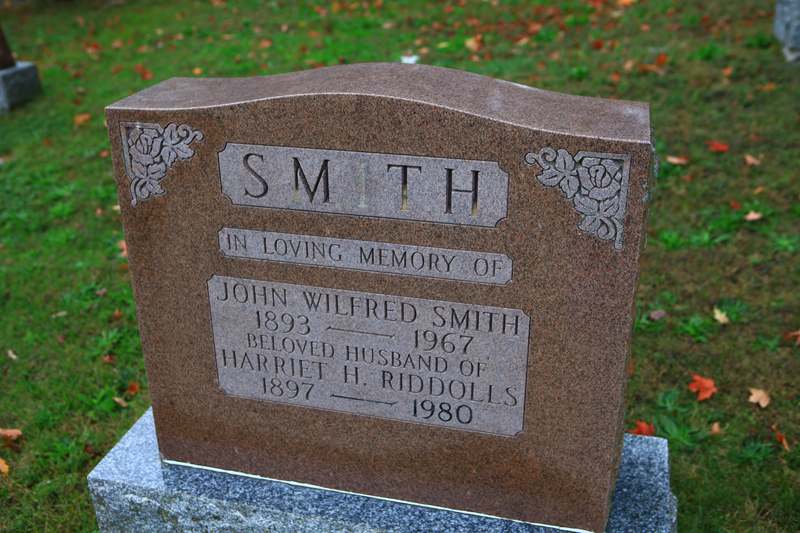 SMITH
IN LOVING MEMORY OF
JOHN WILFRED SMITH
1893 — 1967
BELOVED HUSBAND OF
HARRIET H. RIDDOLLS
1897 — 1980